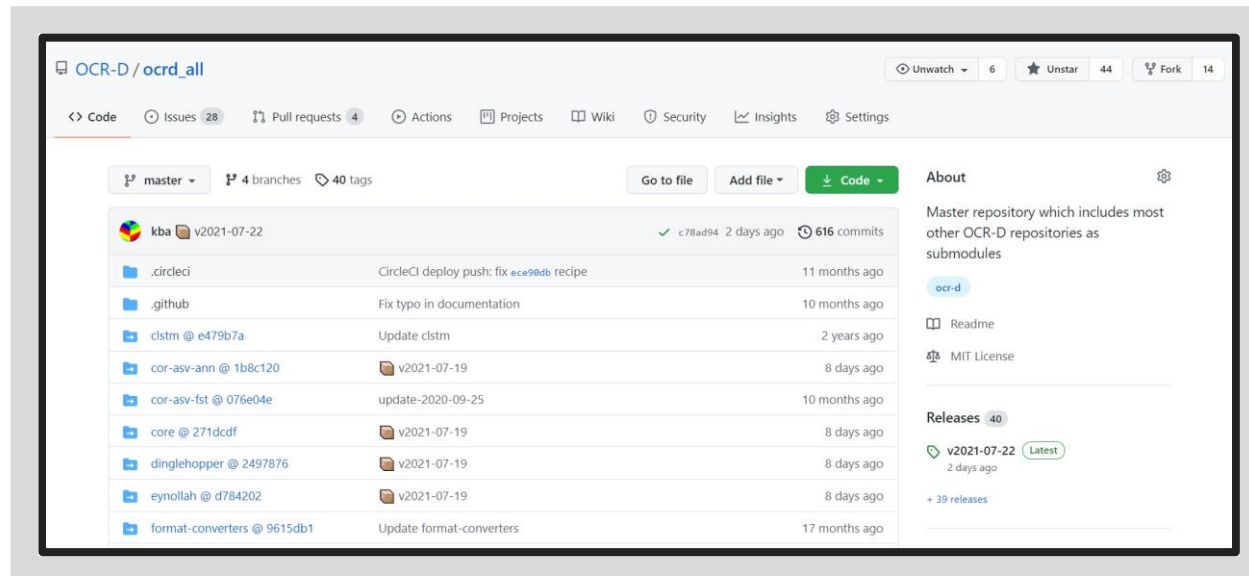 OCR-D / ocrd_all
Unwatch 6 Unstar 44 Fork 14
<> Code Issues 28 Pull requests 4 Actions Projects Wiki Security Insights Settings
master 4 branches 40 tags Go to file Add file Code
kba v2021-07-22 c78ad94 2 days ago 616 commits
.circleci CircleCI deploy push: fix ece90db recipe 11 months ago
.github Fix typo in documentation 10 months ago
clstm @ e479b7a Update clstm 2 years ago
cor-asv-ann @ 1b8c120 v2021-07-19 8 days ago
cor-asv-fst @ 076e04e update-2020-09-25 10 months ago
core @ 271dcdf v2021-07-19 8 days ago
dinglehopper @ 2497876 v2021-07-19 8 days ago
eynollah @ d784202 v2021-07-19 8 days ago
format-converters @ 9615db1 Update format-converters 17 months ago
About
Master repository which includes most
other OCR-D repositories as
submodules
ocr-d
Readme
MIT License
Releases 40
v2021-07-22 Latest
2 days ago
+ 39 releases